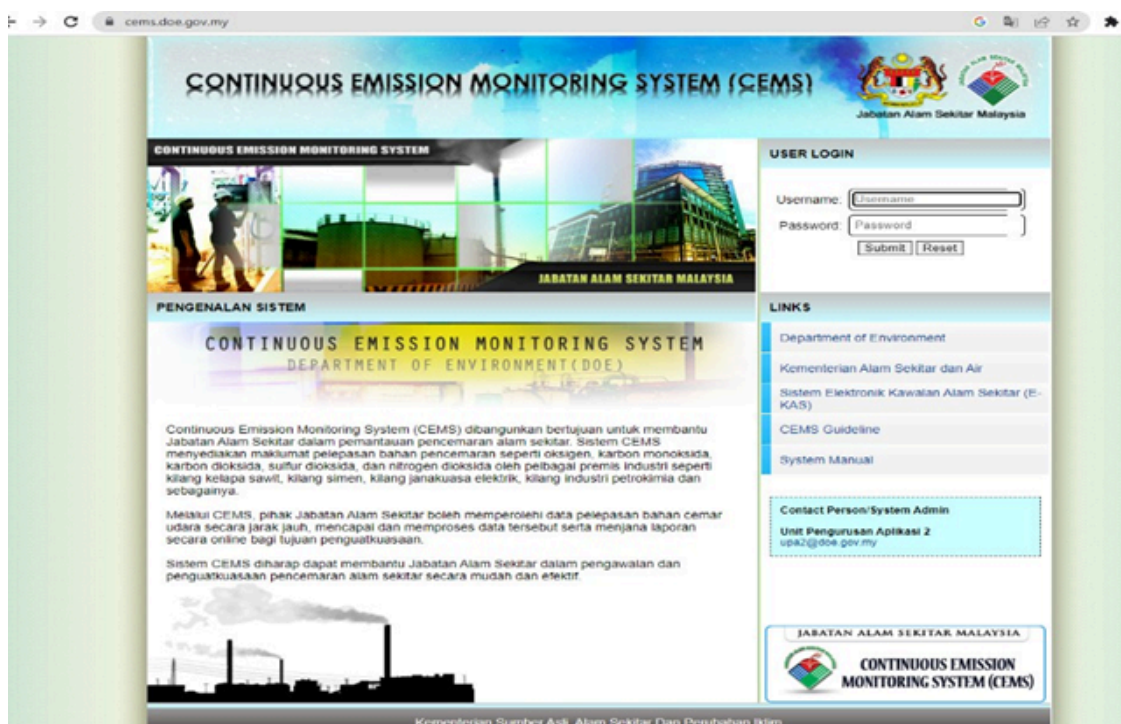 cems.doe.gov.my
CONTINUOUS EMISSION MONITORING SYSTEM (CEMS)
Jabatan Alam Sekitar Malaysia
CONTINUOUS EMISSION MONITORING SYSTEM
JABATAN ALAM SEKITAR MALAYSIA
USER LOGIN
Username: Username
Password: Password
Submit Reset
PENGENALAN SISTEM
CONTINUOUS EMISSION MONITORING SYSTEM
DEPARTMENT OF ENVIRONMENT(DOE)
Continuous Emission Monitoring System (CEMS) dibangunkan bertujuan untuk membantu
Jabatan Alam Sekitar dalam pemantauan pencemaran alam sekitar. Sistem CEMS
menyediakan maklumat pelepasan bahan pencemaran seperti oksigen, karbon monoksida,
karbon dioksida, sulfur dioksida, dan nitrogen dioksida oleh pelbagai premis industri seperti
kilang kelapa sawit, kilang simen, kilang janakuasa elektrik, kilang industri petrokimia dan
sebagainya.
Melalui CEMS, pihak Jabatan Alam Sekitar boleh memperolehi data pelepasan bahan cemar
udara secara jarak jauh, mencapai dan memproses data tersebut serta menjana laporan
secara online bagi tujuan penguatkuasaan.
Sistem CEMS diharap dapat membantu Jabatan Alam Sekitar dalam pengawalan dan
penguatkuasaan pencemaran alam sekitar secara mudah dan efektif.
LINKS
Department of Environment
Kementerian Alam Sekitar dan Air
Sistem Elektronik Kawalan Alam Sekitar (E-
KAS)
CEMS Guideline
System Manual
Contact Person/System Admin
Unit Pengurusan Aplikasi 2
upa2@doe.gov.my
JABATAN ALAM SEKITAR MALAYSIA
CONTINUOUS EMISSION
MONITORING SYSTEM (CEMS)
Kementerian Sumber Asli, Alam Sekitar Dan Perubahan Iklim